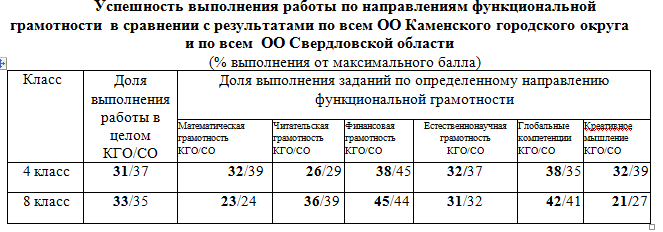 Успешность выполнения работы по направлениям функциональной
грамотности в сравнении с результатами по всем ОО Каменского городского округа
и по всем ОО Свердловской области
(% выполнения от максимального балла)
Класс
Доля
выполнения
работы в
целом
КГО/СО
Доля выполнения заданий по определенному направлению
функциональной грамотности
Математическая
грамотность
КГО/СО
Читательская
грамотность
КГО/СО
Финансовая
грамотность
КГО/СО
Естественнонаучная
грамотность
КГО/СО
Глобальные
компетенции
КГО/СО
Креативное
мышление
КГО/СО
4 класс 31/37 32/39 26/29 38/45 32/37 38/35 32/39
8 класс 33/35 23/24 36/39 45/44 31/32 42/41 21/27